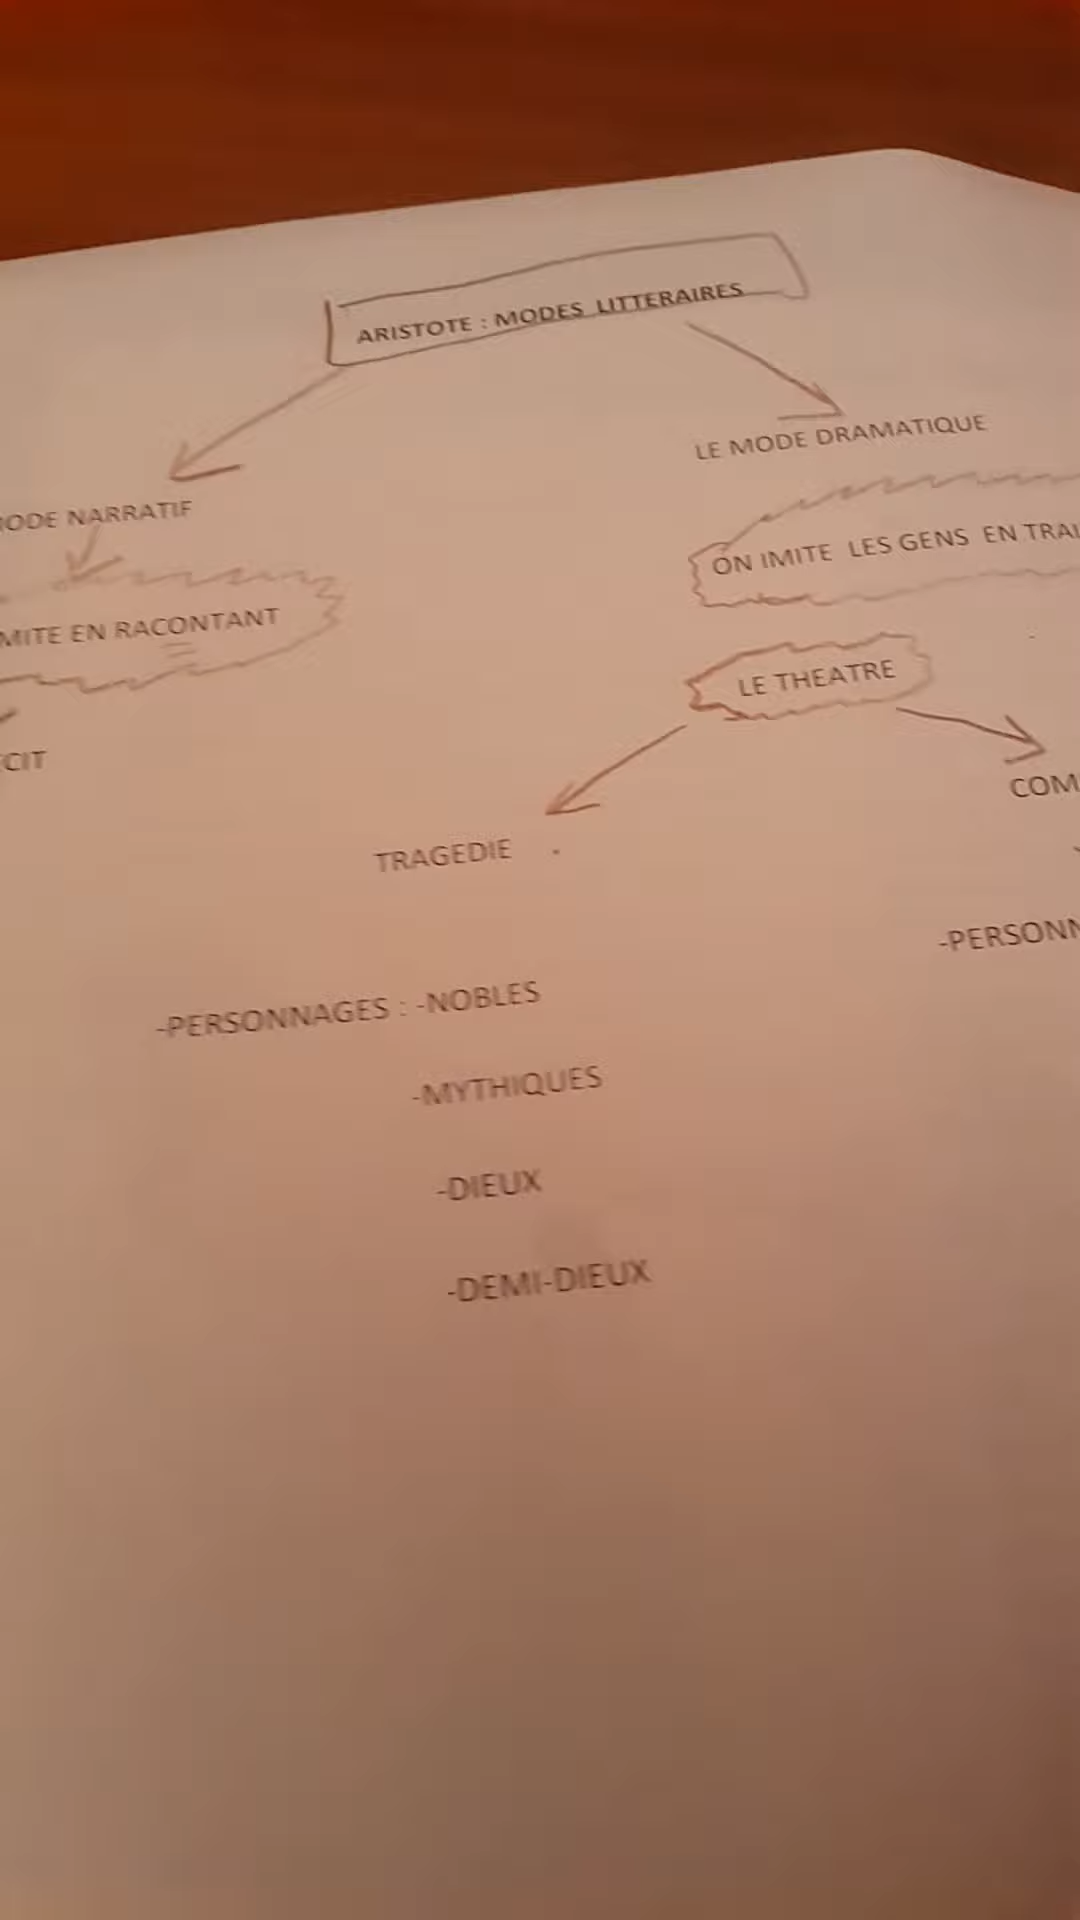 ARISTOTE : MODES LITTERAIRES
LE MODE DRAMATIQUE
ODE NARRATIF
ON IMITE LES GENS EN TRAI
MITE EN RACONTANT
LE THEATRE
CIT
COM
TRAGEDIE
-PERSONN
-PERSONNAGES : -NOBLES
-MYTHIQUES
-DIEUX
-DEMI-DIEUX